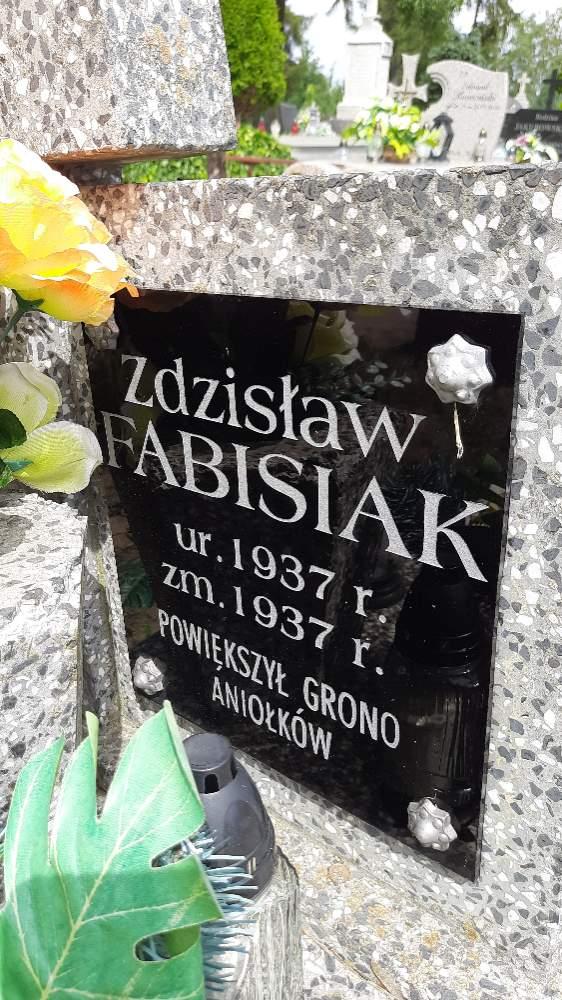 Zdzisław
FABISIAK
ur. 1937 r.
zm. 1937 r.
POWIĘKSZYŁ GRONO
ANIOŁKÓW